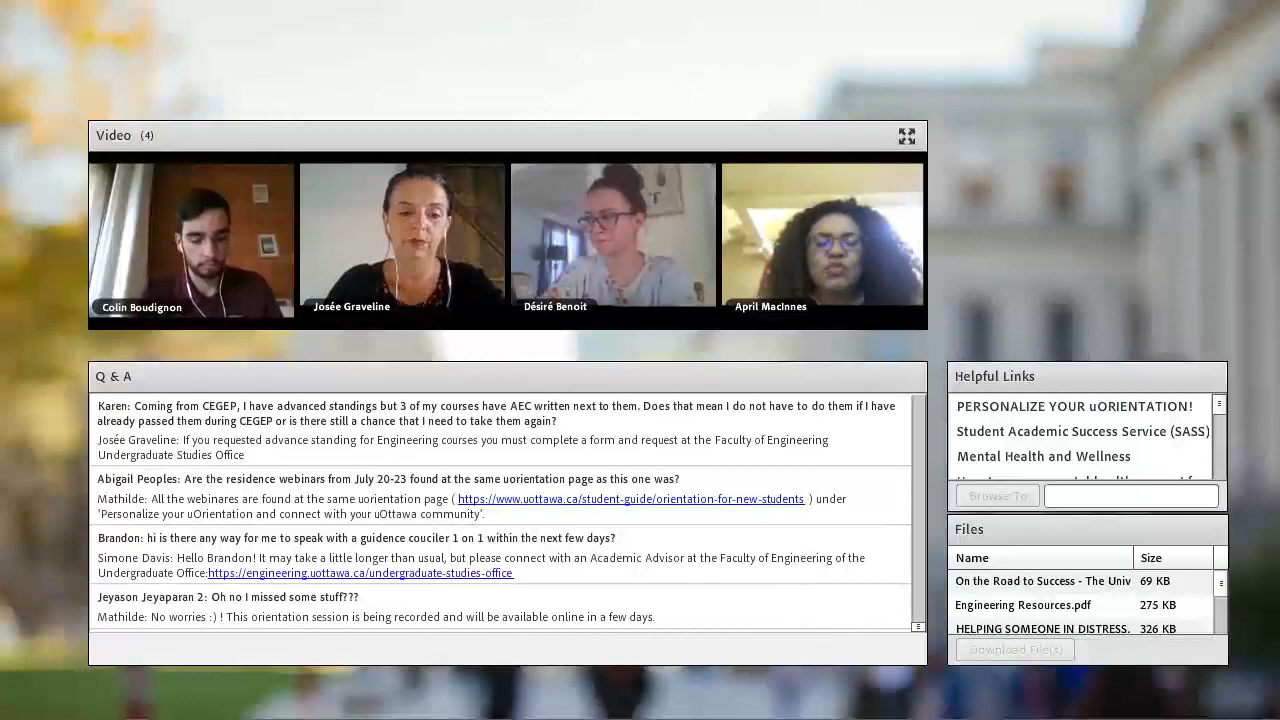 Video (4)
Colin Boudignon
Josée Graveline
Désiré Benoit
April MacInnes
Q & A
Karen: Coming from CEGEP, I have advanced standings but 3 of my courses have AEC written next to them. Does that mean I do not have to do them if I have
already passed them during CEGEP or is there still a chance that I need to take them again?
Josée Graveline: If you requested advance standing for Engineering courses you must complete a form and request at the Faculty of Engineering
Undergraduate Studies Office
Abigail Peoples: Are the residence webinars from July 20-23 found at the same uorientation page as this one was?
Mathilde: All the webinares are found at the same uorientation page ( https://www.uottawa.ca/student-guide/orientation-for-new-students ) under
'Personalize your uOrientation and connect with your uOttawa community'.
Brandon: hi is there any way for me to speak with a guidence couciler 1 on 1 within the next few days?
Simone Davis: Hello Brandon! It may take a little longer than usual, but please connect with an Academic Advisor at the Faculty of Engineering of the
Undergraduate Office:https://engineering.uottawa.ca/undergraduate-studies-office
Jeyason Jeyaparan 2: Oh no I missed some stuff???
Mathilde: No worries :) ! This orientation session is being recorded and will be available online in a few days.
Helpful Links
PERSONALIZE YOUR uORIENTATION!
Student Academic Success Service (SASS)
Mental Health and Wellness
Browse To
Files
Name Size
On the Road to Success - The Univ 69 KB
Engineering Resources.pdf 275 KB
HELPING SOMEONE IN DISTRESS. 326 KB
Download File(s)